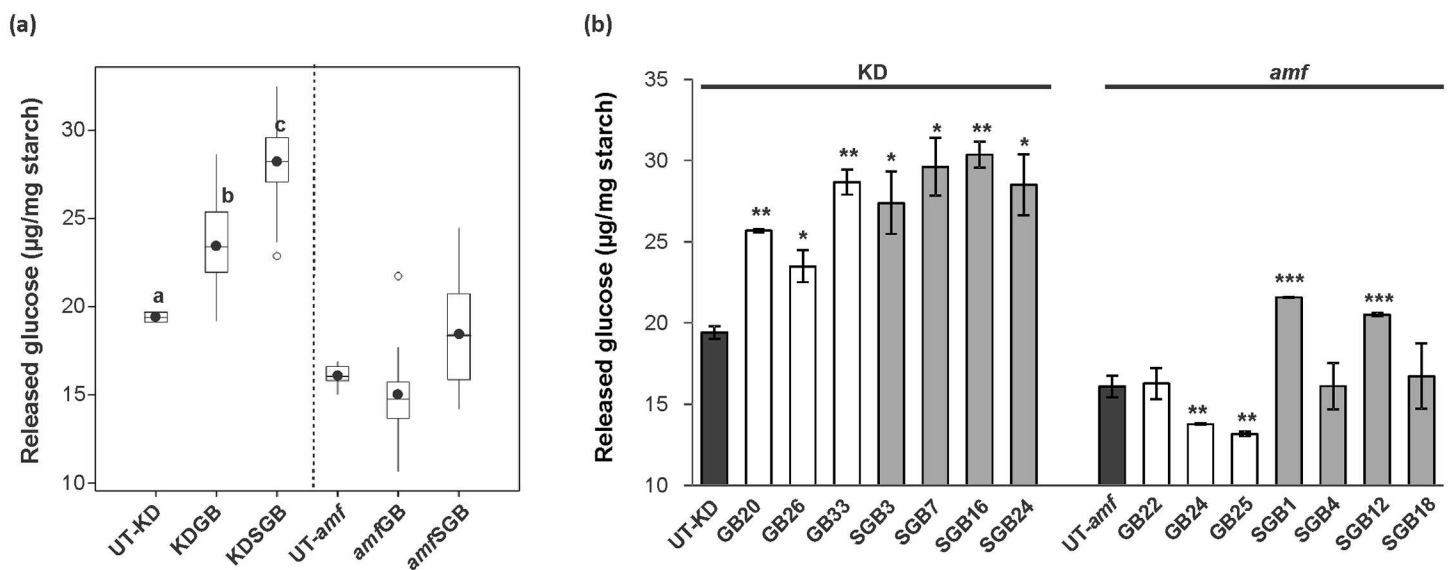 (a)
Released glucose (µg/mg starch)
30
25
20
15
10
a
b
c
UT-KD
KDGB
KDSGB
UT-amf
amfGB
amfSGB
(b)
KD
amf
Released glucose (µg/mg starch)
35
30
25
20
15
10
**
*
**
*
*
**
*
**
**
***
***
UT-KD
GB20
GB26
GB33
SGB3
SGB7
SGB16
SGB24
UT-amf
GB22
GB24
GB25
SGB1
SGB4
SGB12
SGB18